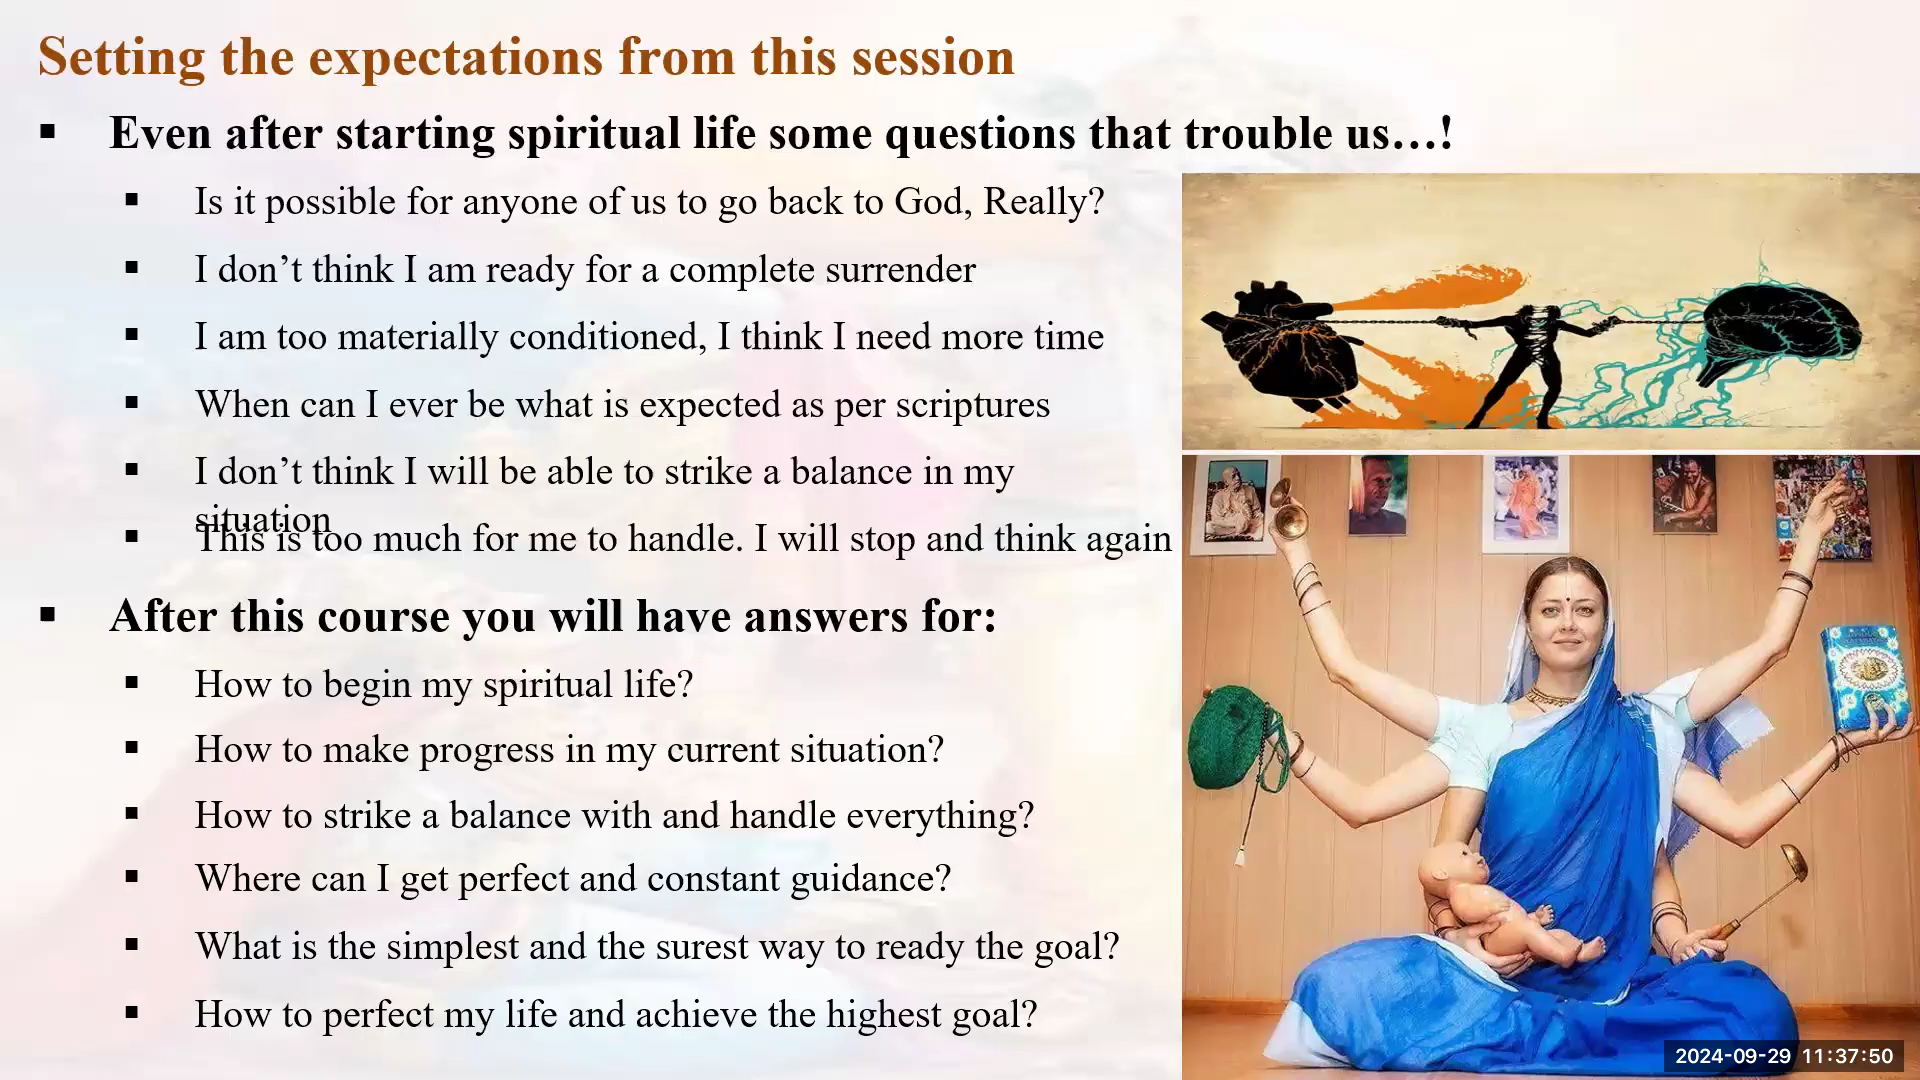 Setting the expectations from this session
▪ Even after starting spiritual life some questions that trouble us…!
▪ Is it possible for anyone of us to go back to God, Really?
▪ I don’t think I am ready for a complete surrender
▪ I am too materially conditioned, I think I need more time
▪ When can I ever be what is expected as per scriptures
▪ I don’t think I will be able to strike a balance in my
situation
▪ This is too much for me to handle. I will stop and think again
▪ After this course you will have answers for:
▪ How to begin my spiritual life?
▪ How to make progress in my current situation?
▪ How to strike a balance with and handle everything?
▪ Where can I get perfect and constant guidance?
▪ What is the simplest and the surest way to ready the goal?
▪ How to perfect my life and achieve the highest goal?
2024-09-29 11:37:50